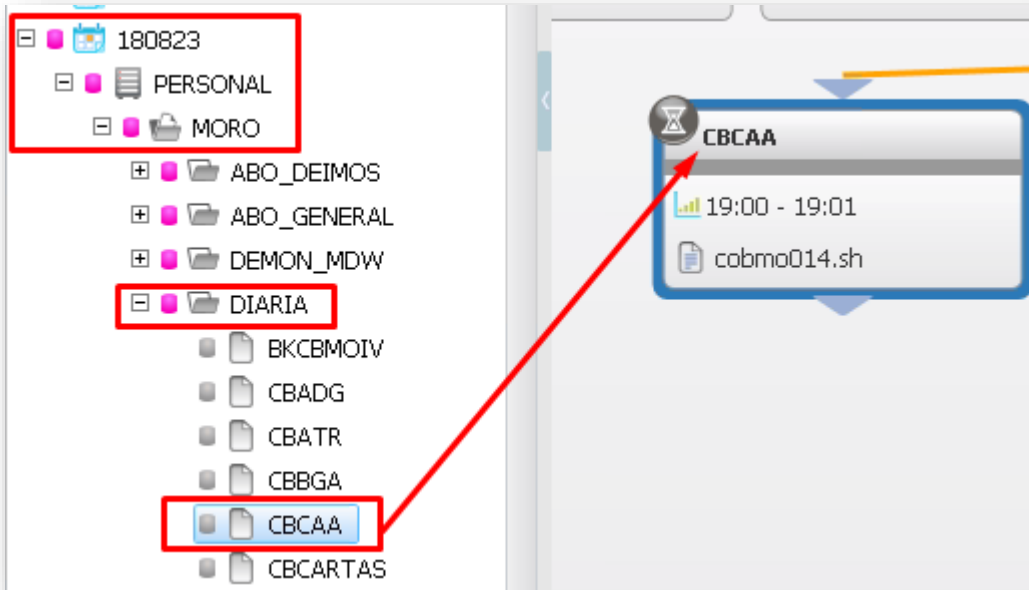 180823
PERSONAL
MORO
ABO_DEIMOS
ABO_GENERAL
DEMON_MDW
DIARIA
BKCBMOIV
CBADG
CBATR
CBBGA
CBCAA
CBCARTAS
CBCAA
19:00 - 19:01
cobmo014.sh